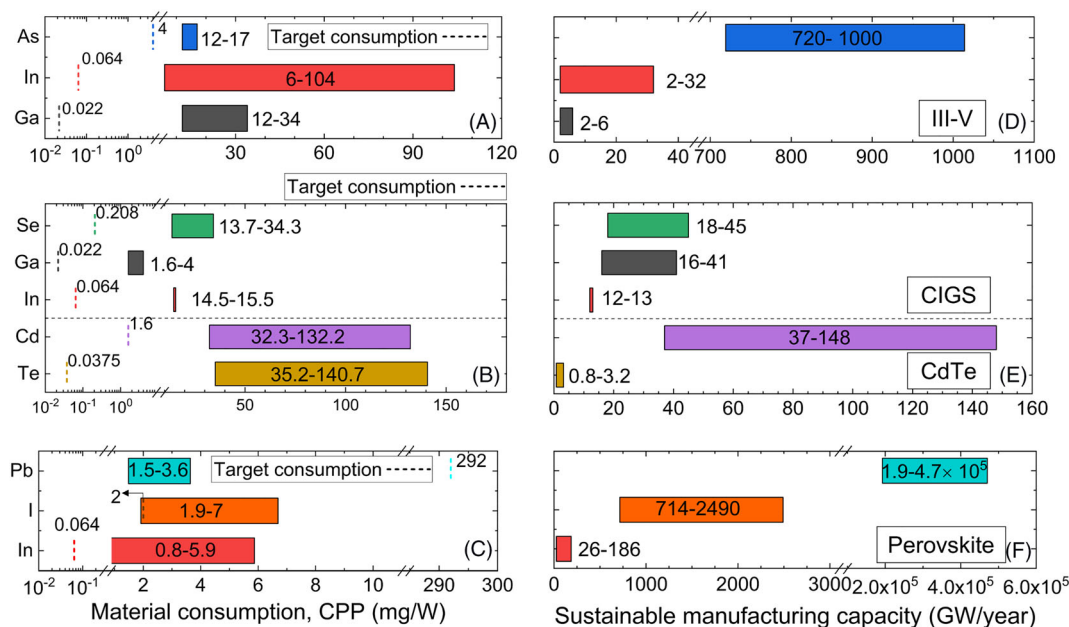 As
4
12-17
Target consumption
0.064
In
6-104
0.022
Ga
12-34
(A)
10⁻² 10⁻¹ 10⁰ 30 60 90 120
720- 1000
2-32
2-6
III-V
(D)
0 20 40 700 800 900 1000 1100
Target consumption
Se
0.208
13.7-34.3
0.022
Ga
1.6-4
0.064
In
14.5-15.5
1.6
Cd
32.3-132.2
0.0375
Te
35.2-140.7
(B)
10⁻² 10⁻¹ 10⁰ 50 100 150
18-45
16-41
12-13
CIGS
37-148
0.8-3.2
CdTe
(E)
0 20 40 60 80 100 120 140 160
Pb
1.5-3.6
Target consumption
292
2
I
1.9-7
0.064
In
0.8-5.9
(C)
10⁻² 10⁻¹ 2 4 6 8 10 290 300
Material consumption, CPP (mg/W)
1.9-4.7× 10⁵
714-2490
26-186
Perovskite
(F)
0 500 1000 1500 2000 2500 3000 2.0x10⁵ 4.0x10⁵ 6.0x10⁵
Sustainable manufacturing capacity (GW/year)